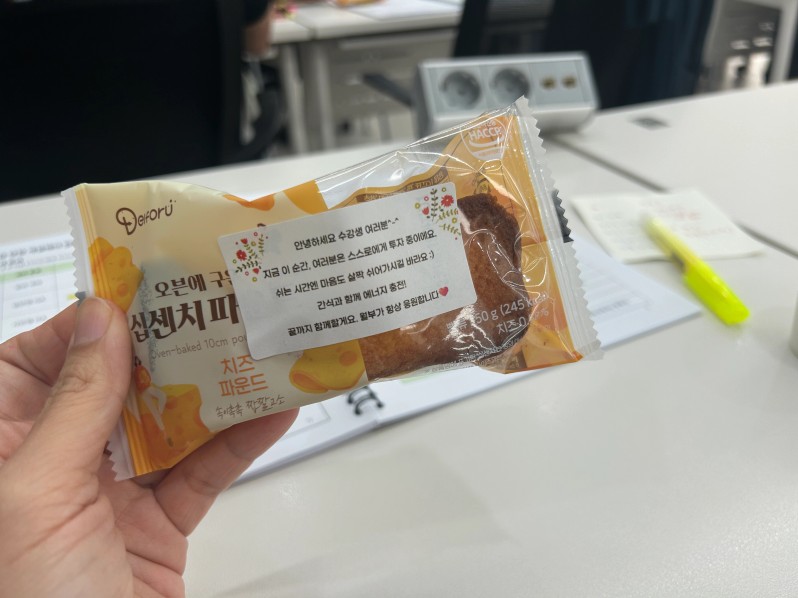 Delforu
HACCP
안녕하세요 수강생 여러분^-^
지금 이 순간, 여러분은 스스로에게 투자 중이에요.
쉬는 시간엔 마음도 살짝 쉬어가시길 바라요 :)
간식과 함께 에너지 충전!
끝까지 함께할게요. 월부가 항상 응원합니다❤
오븐에 구
십센치 파
oven-baked 10cm
치즈
파운드
(245
치즈